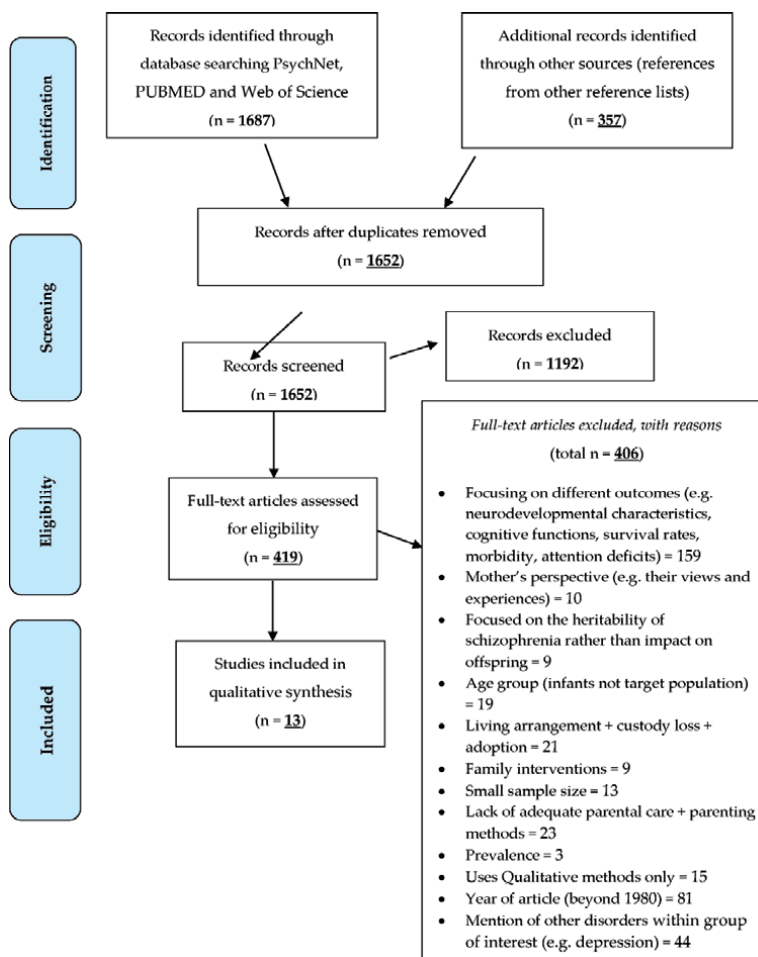 Identification
Records identified through
database searching PsychNet,
PUBMED and Web of Science
(n = 1687)
Additional records identified
through other sources (references
from other reference lists)
(n = 357)
Records after duplicates removed
(n = 1652)
Screening
Records screened
(n = 1652)
Records excluded
(n = 1192)
Eligibility
Full-text articles assessed
for eligibility
(n = 419)
Full-text articles excluded, with reasons
(total n = 406)
• Focusing on different outcomes (e.g.
neurodevelopmental characteristics,
cognitive functions, survival rates,
morbidity, attention deficits) = 159
• Mother's perspective (e.g. their views and
experiences) = 10
• Focused on the heritability of
schizophrenia rather than impact on
offspring = 9
• Age group (infants not target population)
= 19
• Living arrangement + custody loss +
adoption = 21
• Family interventions = 9
• Small sample size = 13
• Lack of adequate parental care + parenting
methods = 23
• Prevalence = 3
• Uses Qualitative methods only = 15
• Year of article (beyond 1980) = 81
• Mention of other disorders within group
of interest (e.g. depression) = 44
Included
Studies included in
qualitative synthesis
(n = 13)